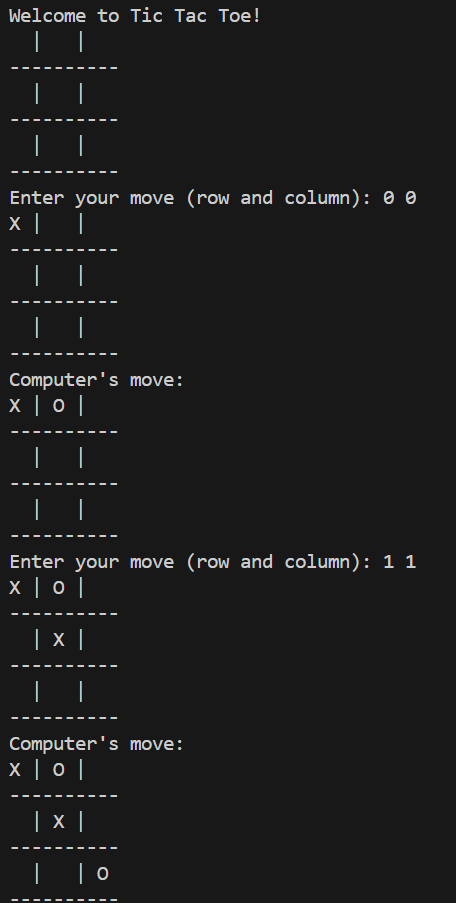 Welcome to Tic Tac Toe!
  |   |
----------
  |   |
----------
  |   |
----------
Enter your move (row and column): 0 0
X |   |
----------
  |   |
----------
  |   |
----------
Computer's move:
X | O |
----------
  |   |
----------
  |   |
----------
Enter your move (row and column): 1 1
X | O |
----------
  | X |
----------
  |   |
----------
Computer's move:
X | O |
----------
  | X |
----------
  |   | O
----------